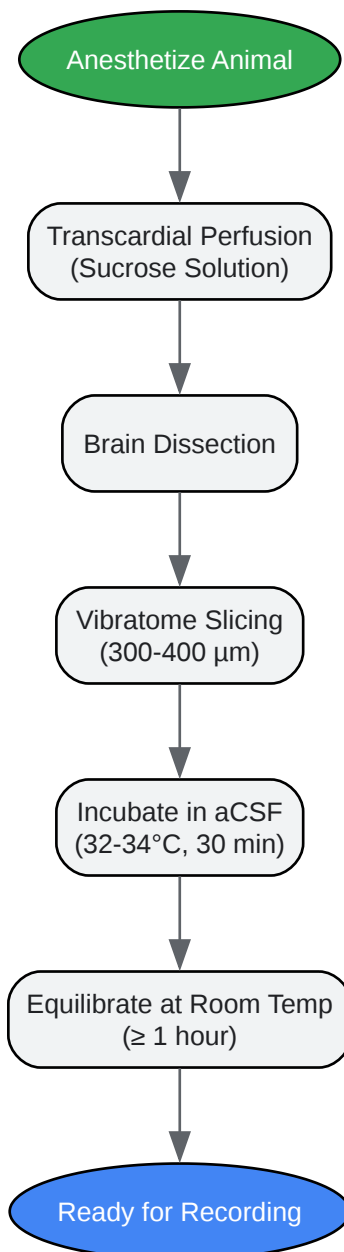 Anesthetize Animal
Transcardial Perfusion
(Sucrose Solution)
Brain Dissection
Vibratome Slicing
(300-400 µm)
Incubate in aCSF
(32-34°C, 30 min)
Equilibrate at Room Temp
(≥ 1 hour)
Ready for Recording